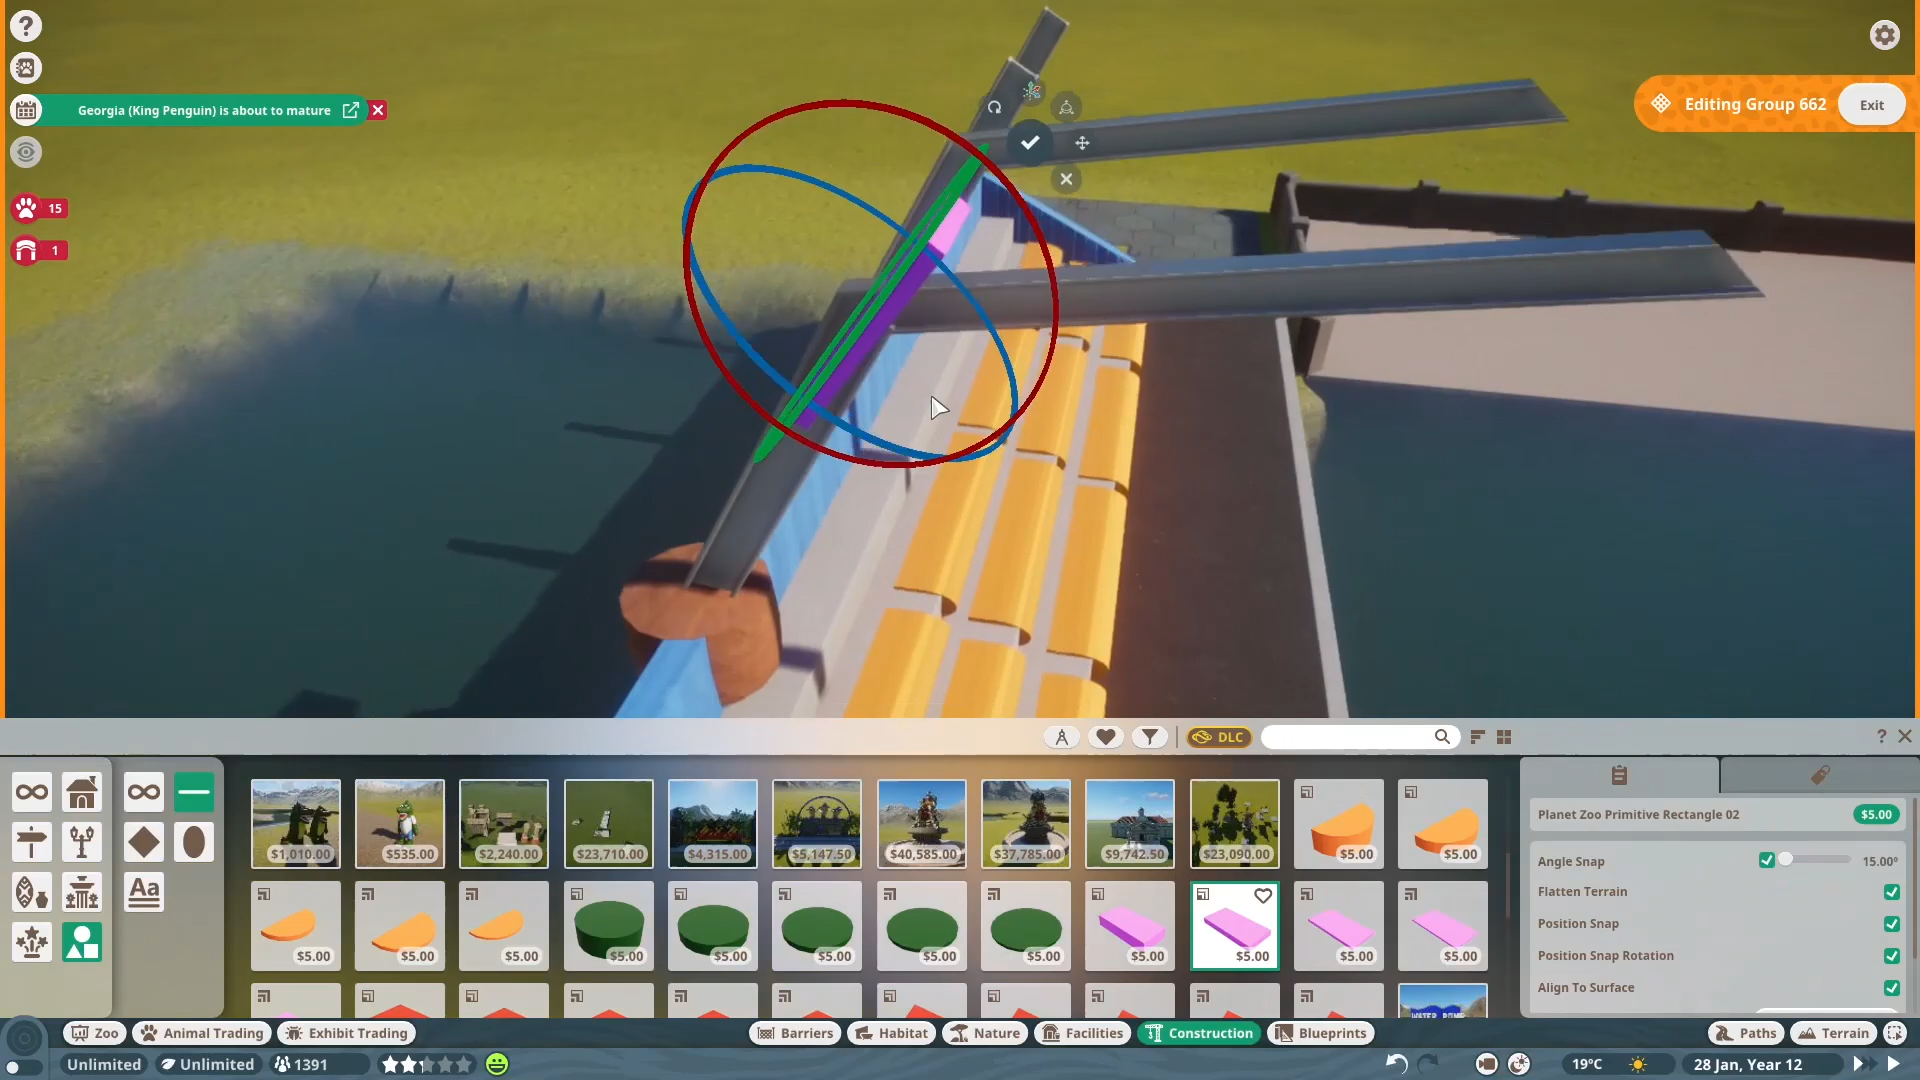 ?
Georgia (King Penguin) is about to mature
Editing Group 662
Exit
15
1
DLC
?
$1,010.00
$535.00
$2,240.00
$23,710.00
$4,315.00
$5,147.50
$40,585.00
$37,785.00
$9,742.50
$23,090.00
$5.00
$5.00
$5.00
$5.00
$5.00
$5.00
$5.00
$5.00
$5.00
$5.00
$5.00
$5.00
$5.00
$5.00
Aa
Planet Zoo Primitive Rectangle 02
$5.00
Angle Snap
15.00°
Flatten Terrain
Position Snap
Position Snap Rotation
Align To Surface
Zoo
Animal Trading
Exhibit Trading
Barriers
Habitat
Nature
Facilities
Construction
Blueprints
Paths
Terrain
Unlimited
Unlimited
1391
19°C
28 Jan, Year 12